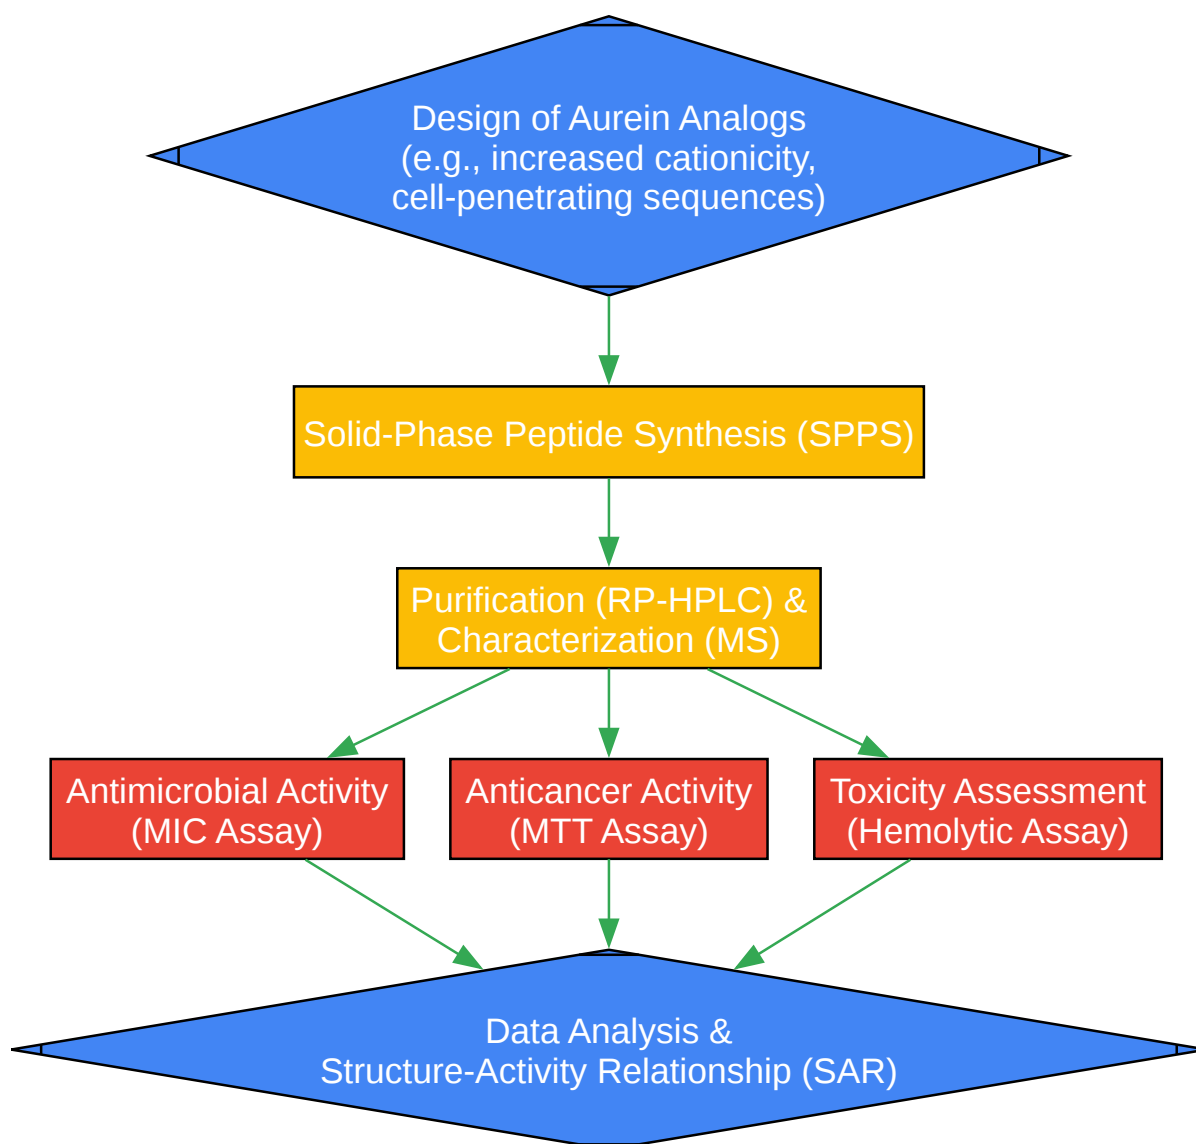 Design of Aurein Analogs
(e.g., increased cationicity,
cell-penetrating sequences)
Solid-Phase Peptide Synthesis (SPPS)
Purification (RP-HPLC) &
Characterization (MS)
Antimicrobial Activity
(MIC Assay)
Anticancer Activity
(MTT Assay)
Toxicity Assessment
(Hemolytic Assay)
Data Analysis &
Structure-Activity Relationship (SAR)